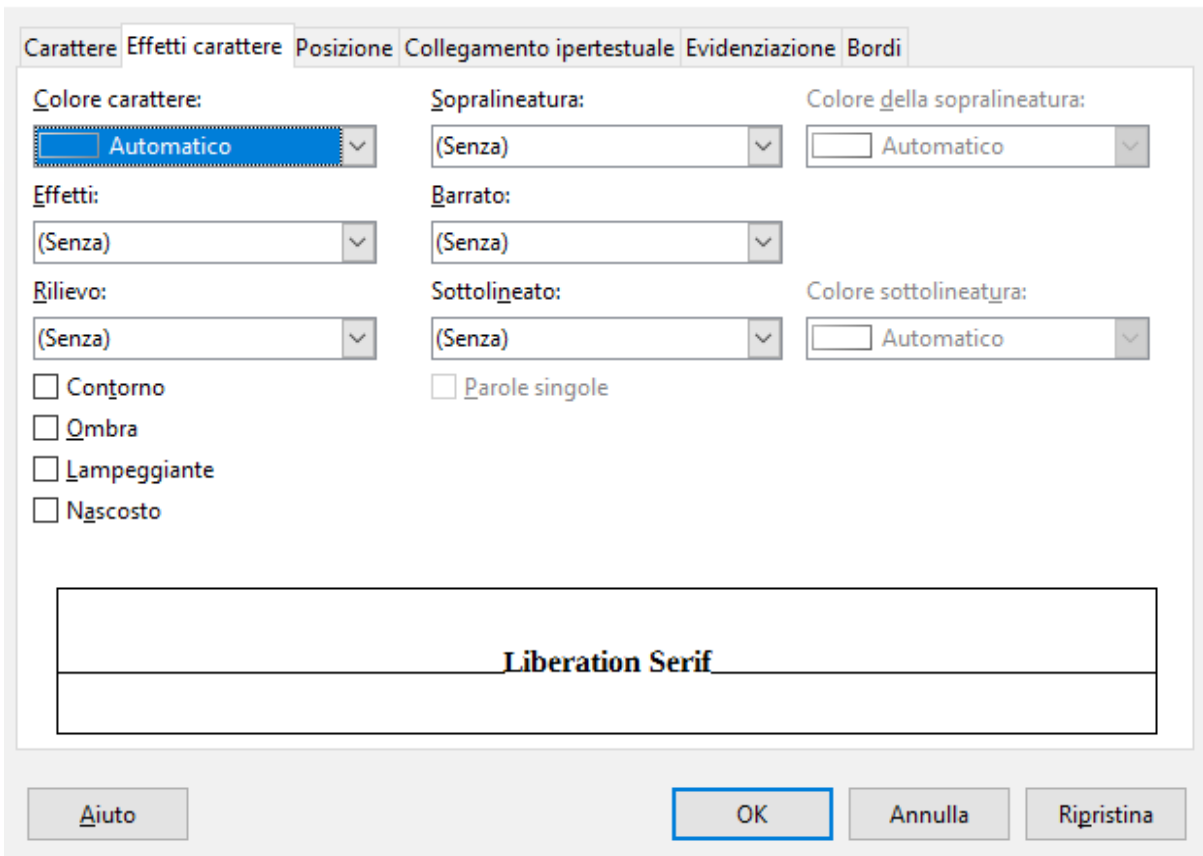 Carattere Effetti carattere Posizione Collegamento ipertestuale Evidenziazione Bordi
Colore carattere: Sopralineatura: Colore della sopralineatura:
Automatico (Senza) Automatico
Effetti: Barrato:
(Senza) (Senza)
Rilievo: Sottolineato: Colore sottolineatura:
(Senza) (Senza) Automatico
Contorno Parole singole
Ombra
Lampeggiante
Nascosto
Liberation Serif
Aiuto OK Annulla Ripristina